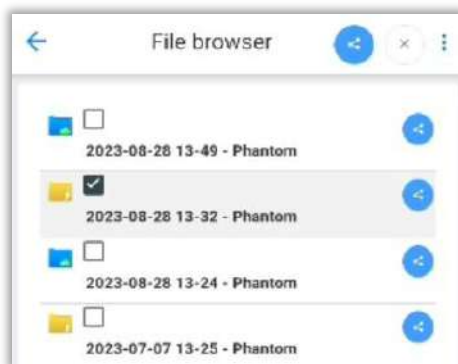 File browser
2023-08-28 13-49 - Phantom
2023-08-28 13-32 - Phantom
2023-08-28 13-24 - Phantom
2023-07-07 13-25 - Phantom